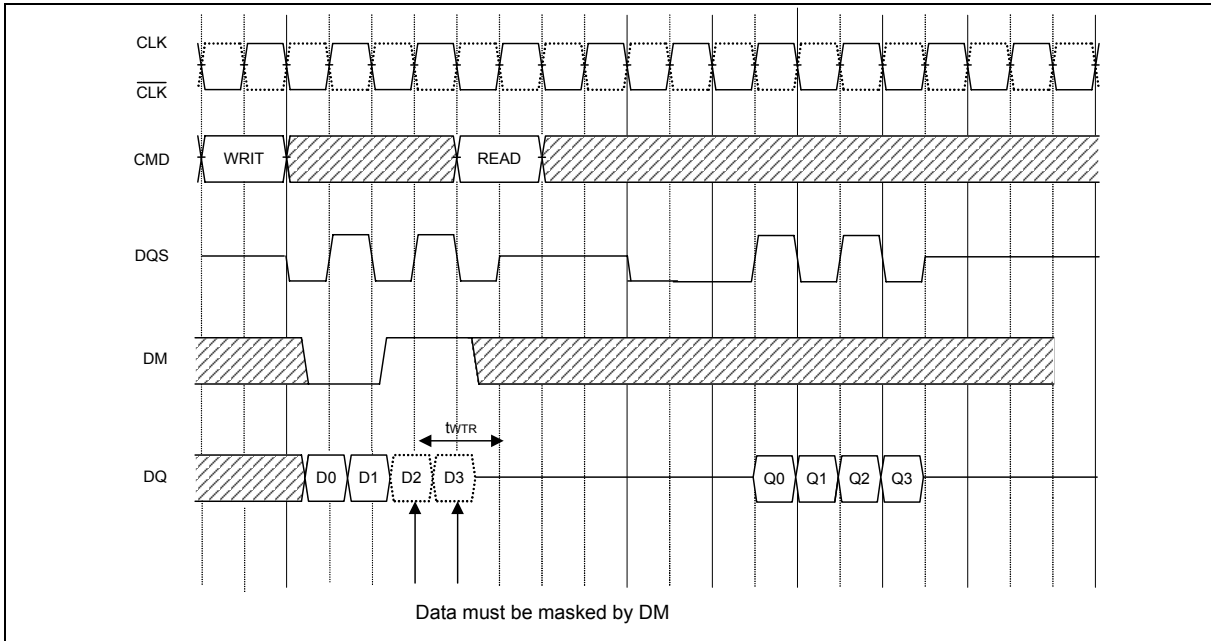 CLK
CLK
CMD WRIT READ
DQS
DM
tWTR
DQ D0 D1 D2 D3 Q0 Q1 Q2 Q3
Data must be masked by DM